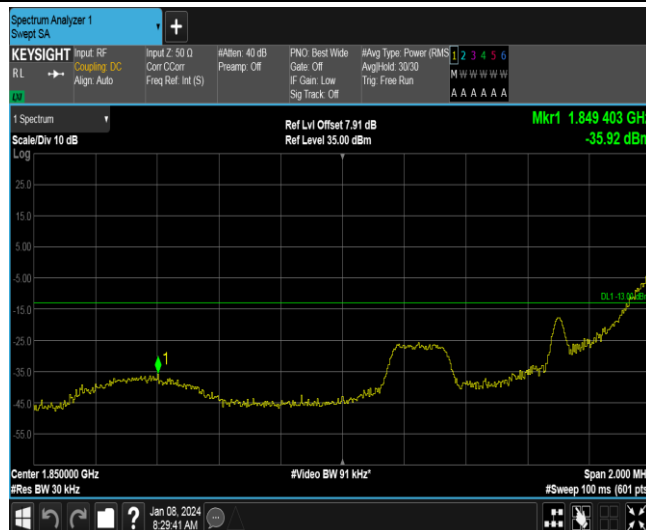 Spectrum Analyzer 1
Swept SA
KEYSIGHT Input: RF Input Z: 50 Ω #Atten: 40 dB PNO: Best Wide #Avg Type: Power (RMS 1 2 3 4 5 6
RL Coupling: DC Corr CCorr Preamp: Off Gate: Off Avg|Hold: 30/30 M W W W W W
Align: Auto Freq Ref: Int (S) IF Gain: Low Trig: Free Run
Sig Track: Off A A A A A A
1 Spectrum Ref Lvl Offset 7.91 dB Mkr1 1.849 403 GHz
Scale/Div 10 dB Ref Level 35.00 dBm -35.92 dBm
Log
25.0
15.0
5.00
-5.00
DL1 -13.00 dBm
-15.0
-25.0
1
-35.0
-45.0
-55.0
Center 1.850000 GHz #Video BW 91 kHz* Span 2.000 MH
#Res BW 30 kHz #Sweep 100 ms (601 pts
? Jan 08, 2024
8:29:41 AM